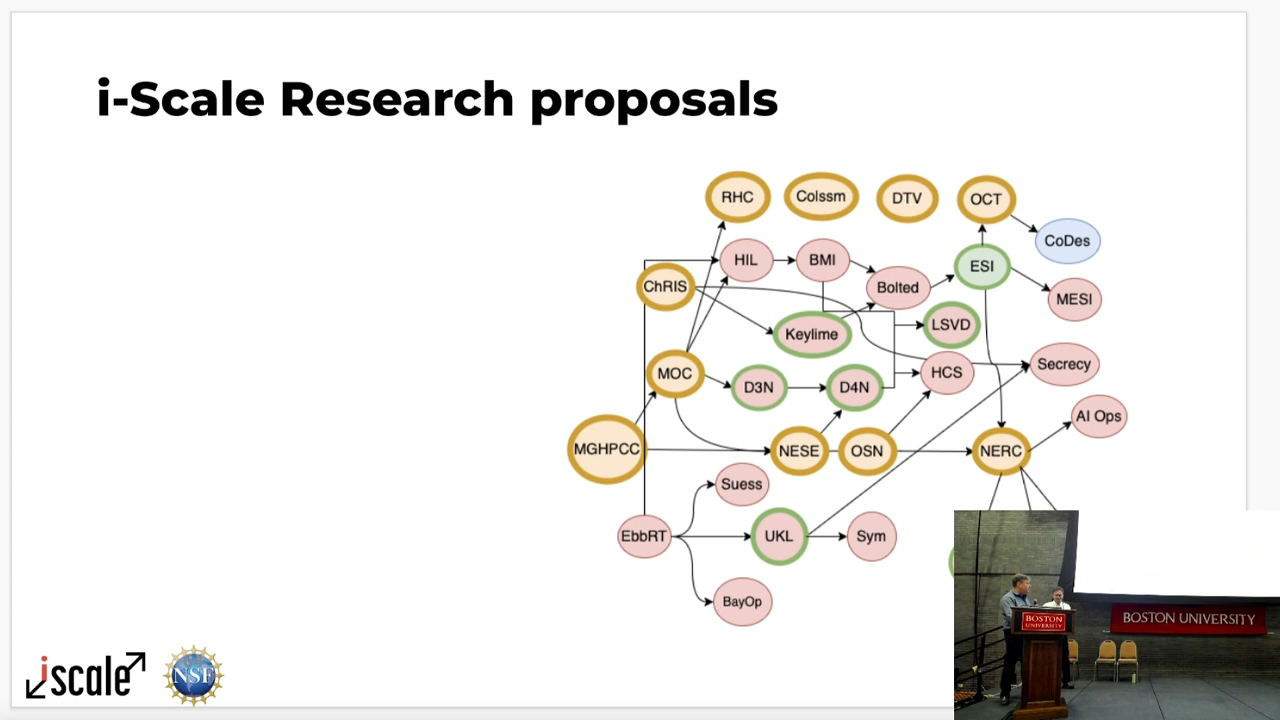 i-Scale Research proposals
RHC
Colssm
DTV
OCT
CoDes
HIL
BMI
ESI
ChRIS
Bolted
MESI
Keylime
LSVD
MOC
D3N
D4N
HCS
Secrecy
AI Ops
MGHPCC
NESE
OSN
NERC
Suess
EbbRT
UKL
Sym
BayOp
iscale
NSF
BOSTON
UNIVERSITY
BOSTON UNIVERSITY